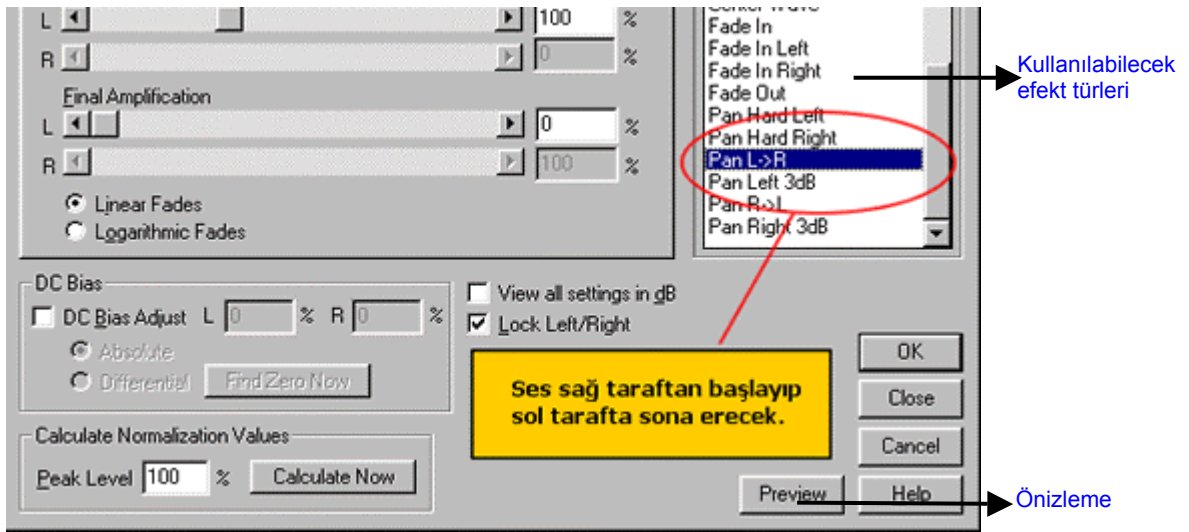 L 100 %
R 0 %
Final Amplification
L 0 %
R 100 %
Linear Fades
Logarithmic Fades
Fade In
Fade In Left
Fade In Right
Fade Out
Pan Hard Left
Pan Hard Right
Pan L->R
Pan Left 3dB
Pan R->L
Pan Right 3dB
Kullanılabilecek
efekt türleri
DC Bias
DC Bias Adjust L 0 % R 0 %
Absolute
Differential Find Zero Now
View all settings in dB
Lock Left/Right
Ses sağ taraftan başlayıp
sol tarafta sona erecek.
Calculate Normalization Values
Peak Level 100 % Calculate Now
OK
Close
Cancel
Preview Help
Önizleme